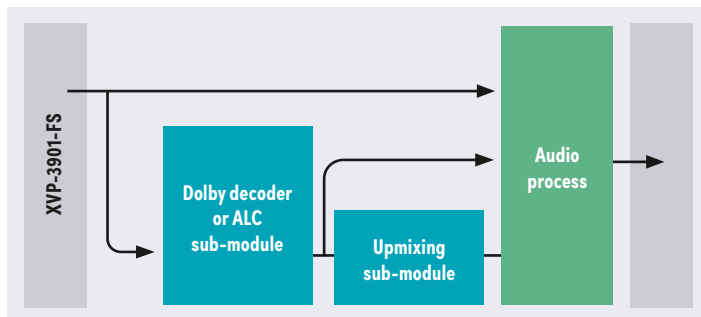 XVP-3901-FS
Dolby decoder
or ALC
sub-module
Upmixing
sub-module
Audio
process